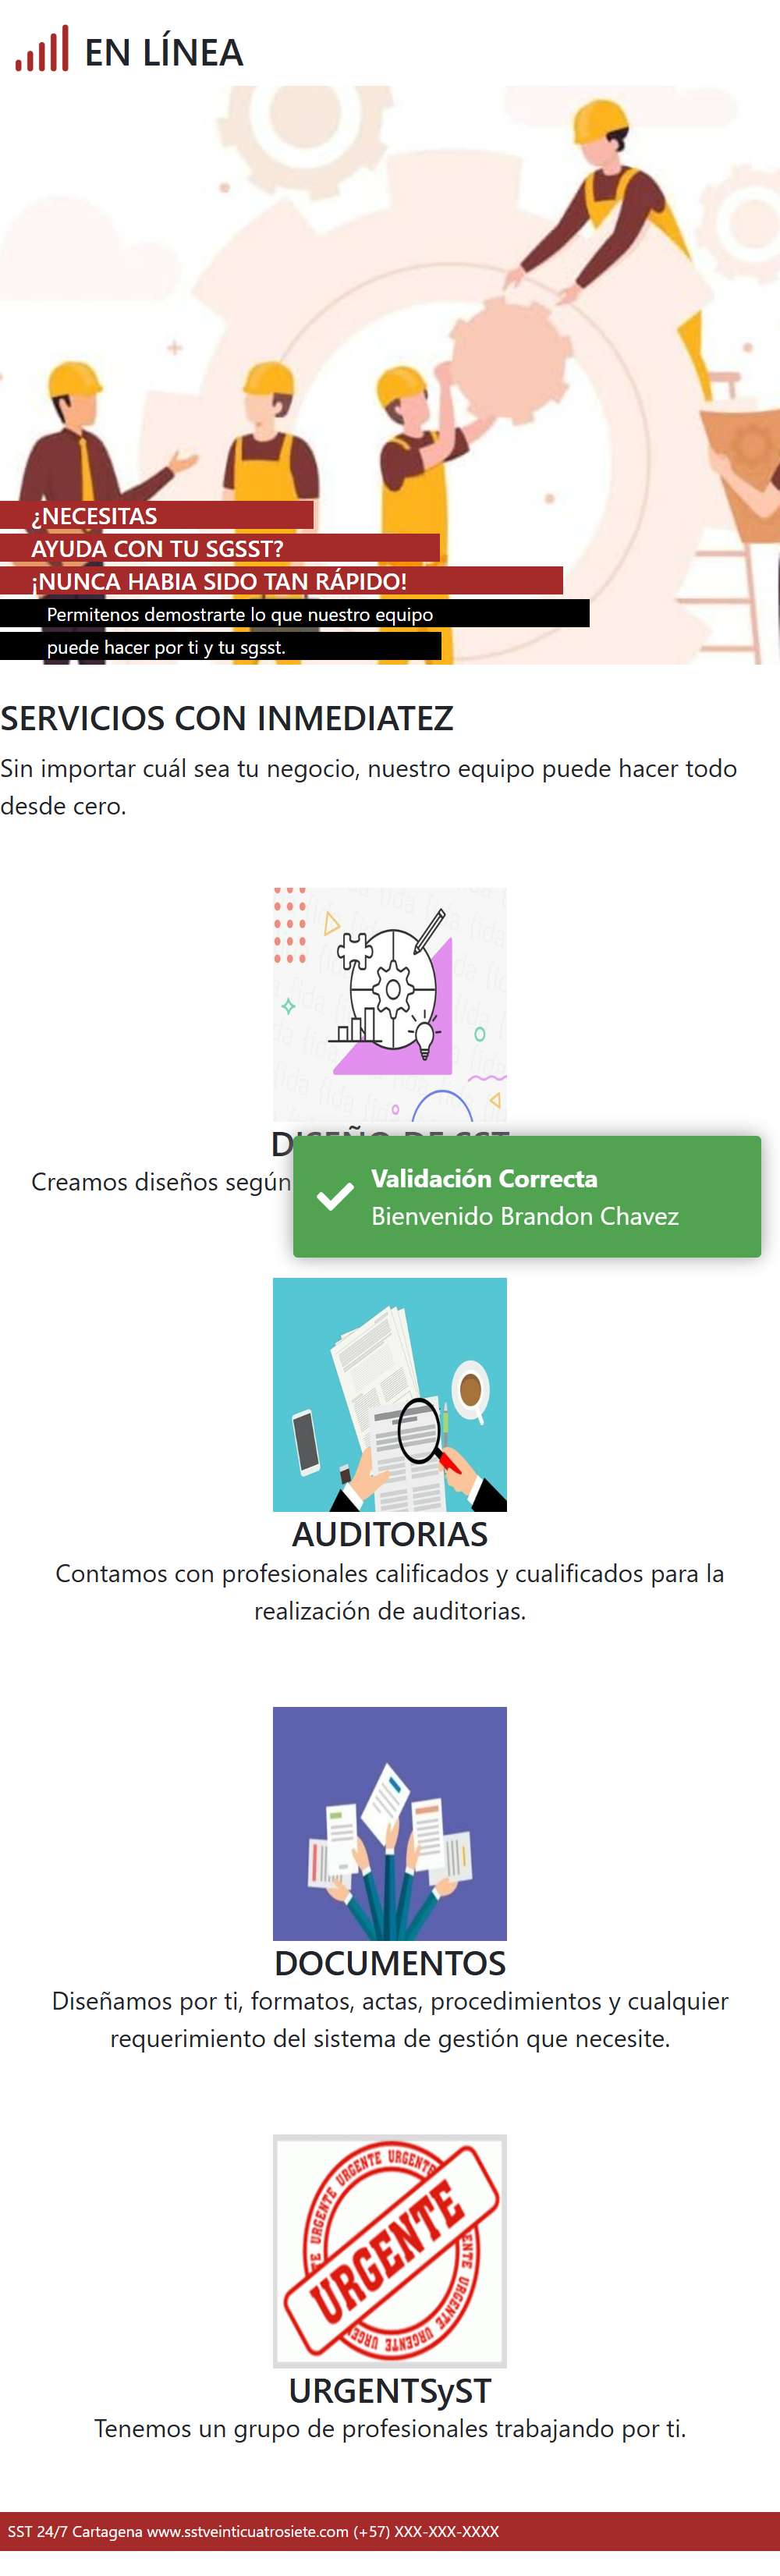 EN LÍNEA
¿NECESITAS
AYUDA CON TU SGSST?
¡NUNCA HABIA SIDO TAN RÁPIDO!
Permitenos demostrarte lo que nuestro equipo
puede hacer por ti y tu sgsst.
SERVICIOS CON INMEDIATEZ
Sin importar cuál sea tu negocio, nuestro equipo puede hacer todo
desde cero.
DISEÑO DE SST
Creamos diseños según
Validación Correcta
Bienvenido Brandon Chavez
AUDITORIAS
Contamos con profesionales calificados y cualificados para la
realización de auditorias.
DOCUMENTOS
Diseñamos por ti, formatos, actas, procedimientos y cualquier
requerimiento del sistema de gestión que necesite.
URGENTE URGENTE URGENTE
URGENTE
URGENTE URGENTE
URGENTSyST
Tenemos un grupo de profesionales trabajando por ti.
SST 24/7 Cartagena www.sstveinticuatrosiete.com (+57) XXX-XXX-XXXX